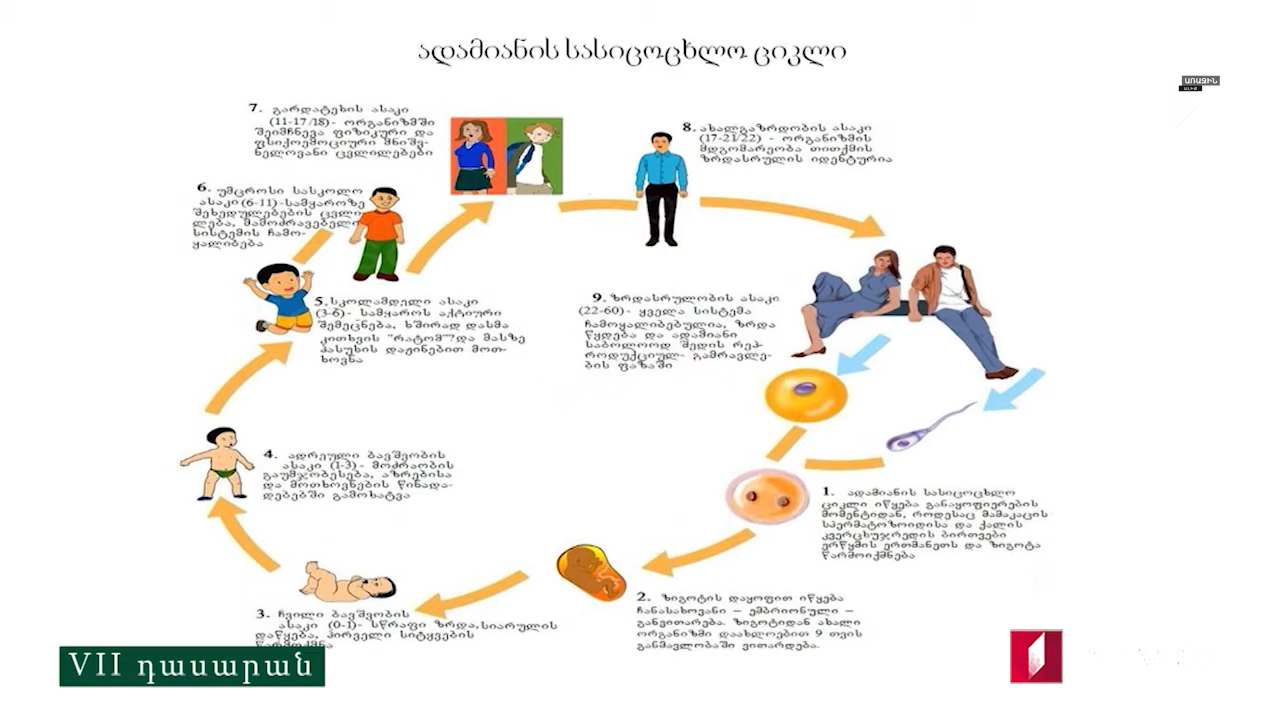 ადამიანის სასიცოცხლო ციკლი
ԱՌԱՋԻՆ
ԱԼԻՔ
7. გარდატეხის ასაკი
(11-17/18)- ორგანიზმში
შეიმჩნევა ფიზიკური და
ფსიქოემოციური მნიშვ-
ნელოვანი ცვლილებები
8. ახალგაზრდობის ასაკი
(17-21/22) - ორგანიზმის
მდგომარეობა თითქმის
ზრდასრულის იდენტურია
6. უმცროსი სასკოლო
ასაკი (6-11)-სამყაროზე
შეხედულებების ცვლი
ლება, მამოძრავებელი
სისტემის ჩამო-
ყალიბება
5. სკოლამდელი ასაკი
(3-6)- სამყაროს აქტიური
შემეცნება, ხშირად დასმა
კითხვის "რატომ"? და მასზე
პასუხის დაჟინებით მოთ-
ხოვნა
9. ზრდასრულობის ასაკი
(22-60)- ყველა სისტემა
ჩამოყალიბებულია, ზრდა
წყდება და ადამიანი
საბოლოოდ შედის რეპ-
როდუქციულ- გამრავლე-
ბის ფაზაში
4. ადრეული ბავშვობის
ასაკი (1-3)- მოძრაობის
გაუმჯობესება, აზრებისა
და მოთხოვნების წინადა-
დებებში გამოხატვა
1. ადამიანის სასიცოცხლო
ციკლი იწყება განაყოფიერების
მომენტიდან, როდესაც მამაკაცის
სპერმატოზოიდისა და ქალის
კვერცხუჯრედის ბირთვები
ერწყმის ერთმანეთს და ზიგოტა
წარმოიქმნება
2. ზიგოტის დაყოფით იწყება
ჩანასახოვანი – ემბრიონული –
განვითარება. ზიგოტიდან ახალი
ორგანიზმი დაახლოებით 9 თვის
განმავლობაში ვითარდება.
3. ჩვილი ბავშვობის
ასაკი (0-1)- სწრაფი ზრდა, სიარულის
დაწყება, პირველი სიტყვების
წარმოთქმა
VII դասարան